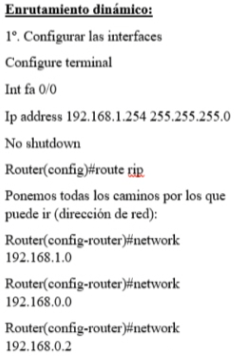 Enrutamiento dinámico:
1º. Configurar las interfaces
Configure terminal
Int fa 0/0
Ip address 192.168.1.254 255.255.255.0
No shutdown
Router(config)#route rip
Ponemos todas los caminos por los que
puede ir (dirección de red):
Router(config-router)#network
192.168.1.0
Router(config-router)#network
192.168.0.0
Router(config-router)#network
192.168.0.2